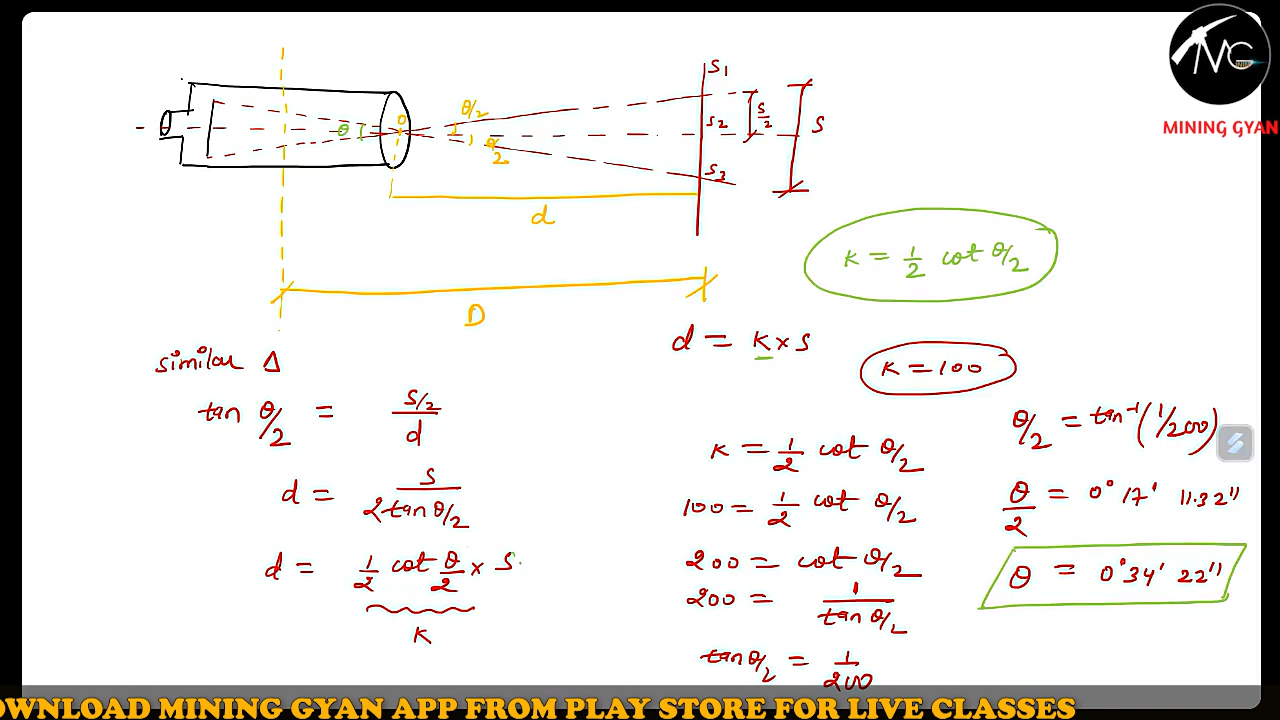 MG
MINING GYAN
S1
S2
S3
S/2
S
θ
O
θ/2
θ/2
d
D
K = 1/2 cot θ/2
d = K × S
K = 100
similar Δ
tan θ/2 = S/2 / d
d = S / 2tan θ/2
d = 1/2 cot θ/2 × S
K
K = 1/2 cot θ/2
100 = 1/2 cot θ/2
200 = cot θ/2
200 = 1 / tan θ/2
tan θ/2 = 1/200
θ/2 = tan⁻¹(1/200)
θ/2 = 0° 17' 11.32"
θ = 0° 34' 22"
OWNLOAD MINING GYAN APP FROM PLAY STORE FOR LIVE CLASSES